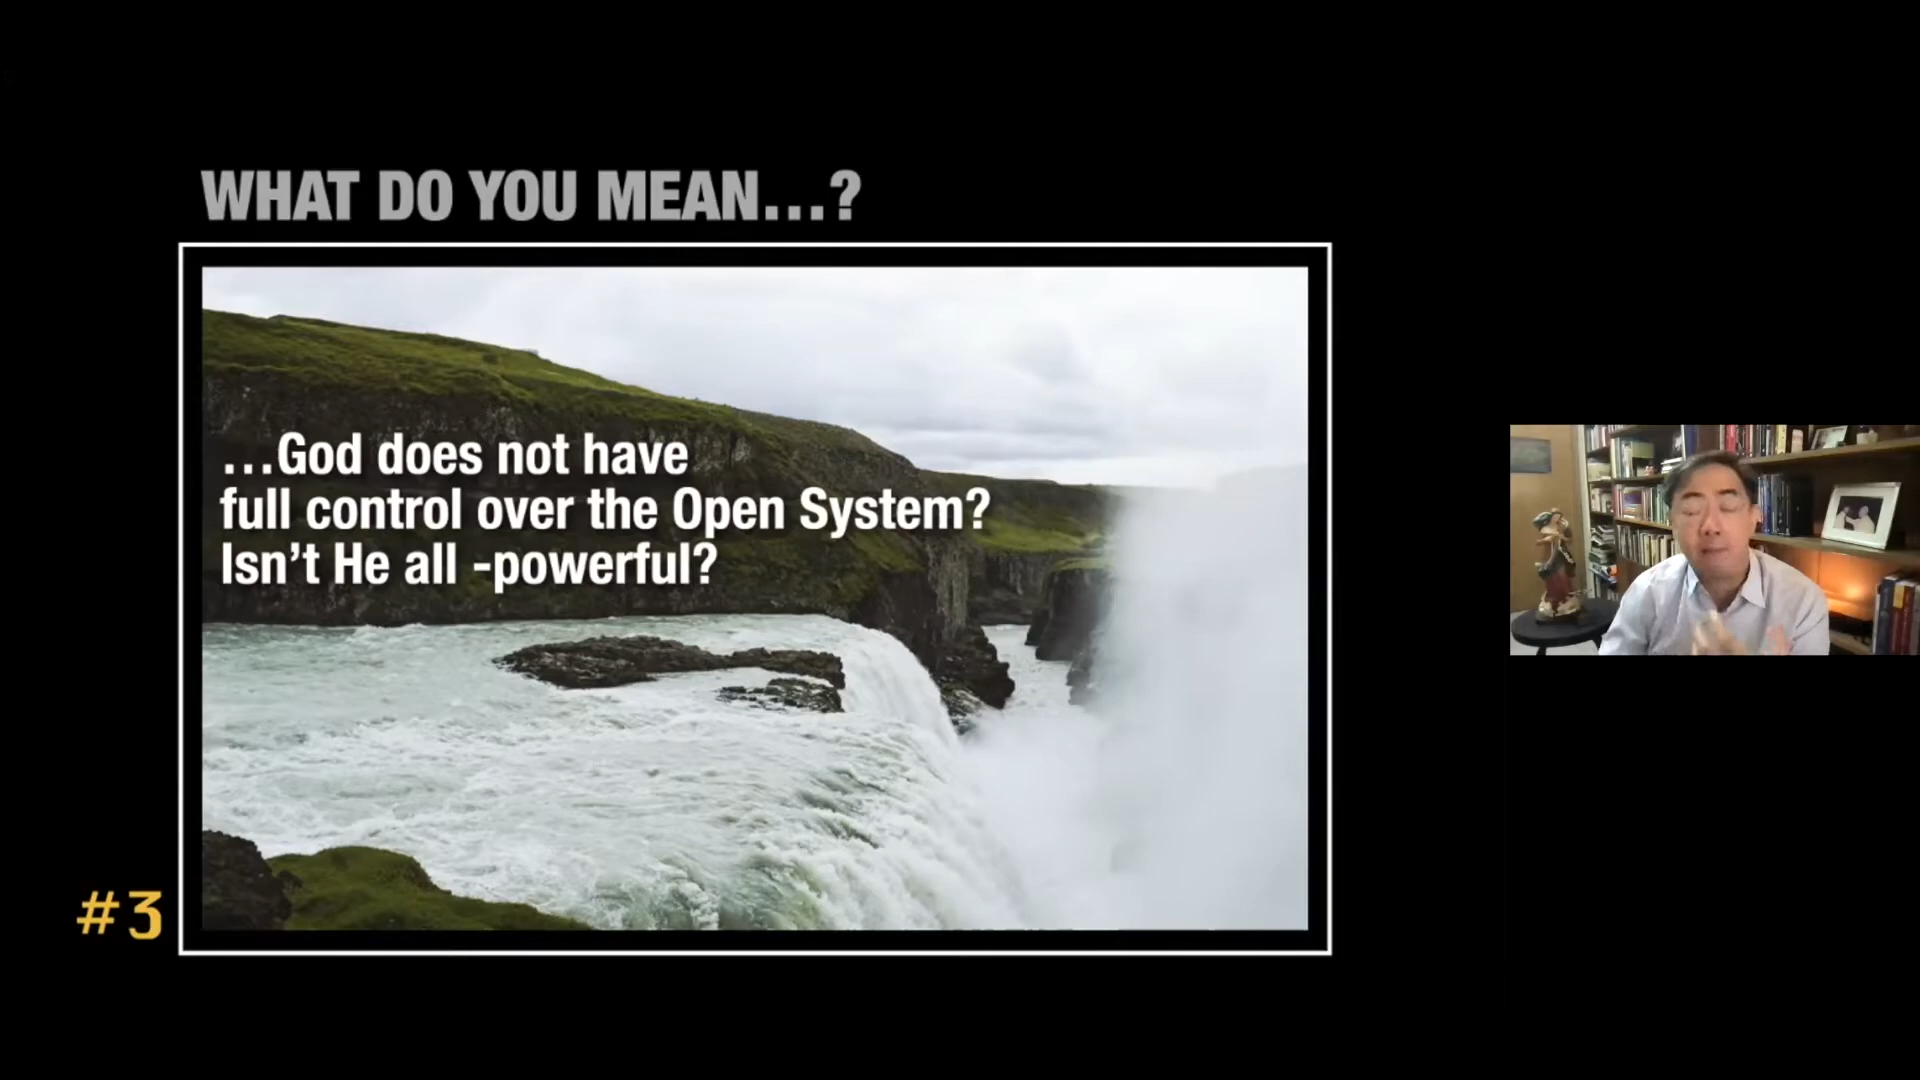 WHAT DO YOU MEAN...?
...God does not have
full control over the Open System?
Isn’t He all -powerful?
#3